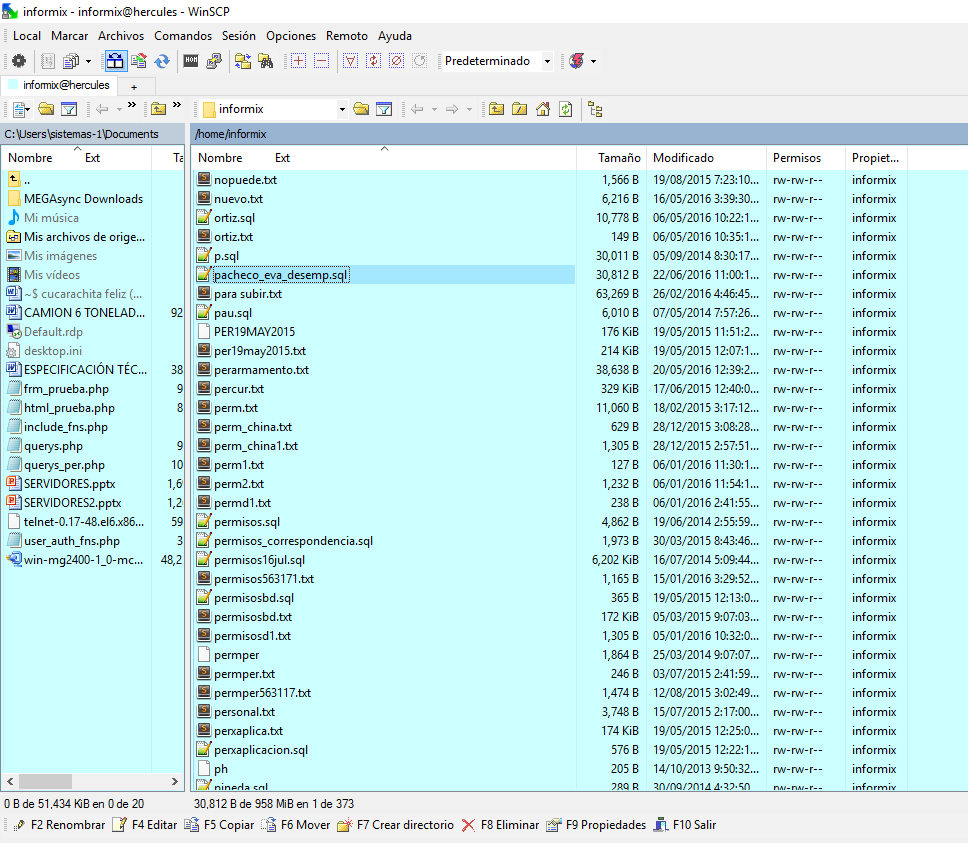 informix - informix@hercules - WinSCP
Local Marcar Archivos Comandos Sesión Opciones Remoto Ayuda
Predeterminado
informix@hercules +
informix
C:\Users\sistemas-1\Documents
Nombre Ext Ta
..
MEGAsync Downloads
Mi música
Mis archivos de orige...
Mis imágenes
Mis vídeos
~$ cucarachita feliz (...
CAMION 6 TONELAD... 92
Default.rdp
desktop.ini
ESPECIFICACIÓN TÉC... 38
frm_prueba.php 9
html_prueba.php 8
include_fns.php
querys.php 9
querys_per.php 10
SERVIDORES.pptx 1,6
SERVIDORES2.pptx 1,2
telnet-0.17-48.el6.x86... 59
user_auth_fns.php 3
win-mg2400-1_0-mc... 48,2
/home/informix
Nombre Ext Tamaño Modificado Permisos Propiet...
nopuede.txt 1,566 B 19/08/2015 7:23:10... rw-rw-r-- informix
nuevo.txt 6,216 B 16/05/2016 3:39:30... rw-rw-r-- informix
ortiz.sql 10,778 B 06/05/2016 10:22:1... rw-rw-r-- informix
ortiz.txt 149 B 06/05/2016 10:35:1... rw-rw-r-- informix
p.sql 30,011 B 05/09/2014 8:30:17... rw-rw-r-- informix
pacheco_eva_desemp.sql 30,812 B 22/06/2016 11:00:1... rw-rw-r-- informix
para subir.txt 63,269 B 26/02/2016 4:46:45... rw-rw-r-- informix
pau.sql 6,010 B 07/05/2014 7:57:26... rw-rw-r-- informix
PER19MAY2015 176 KiB 19/05/2015 11:51:2... rw-rw-r-- informix
per19may2015.txt 214 KiB 19/05/2015 12:07:1... rw-rw-r-- informix
perarmamento.txt 38,638 B 20/05/2016 12:39:2... rw-rw-r-- informix
percur.txt 329 KiB 17/06/2015 12:40:0... rw-rw-r-- informix
perm.txt 11,060 B 18/02/2015 3:17:12... rw-rw-r-- informix
perm_china.txt 629 B 28/12/2015 3:08:28... rw-rw-r-- informix
perm_china1.txt 1,305 B 28/12/2015 2:57:51... rw-rw-r-- informix
perm1.txt 127 B 06/01/2016 11:30:1... rw-rw-r-- informix
perm2.txt 1,232 B 06/01/2016 11:54:1... rw-rw-r-- informix
permd1.txt 238 B 06/01/2016 2:41:55... rw-rw-r-- informix
permisos.sql 4,862 B 19/06/2014 2:55:59... rw-rw-r-- informix
permisos_correspondencia.sql 1,973 B 30/03/2015 8:43:46... rw-rw-r-- informix
permisos16jul.sql 6,202 KiB 16/07/2014 5:09:44... rw-rw-r-- informix
permisos563171.txt 1,165 B 15/01/2016 3:29:52... rw-rw-r-- informix
permisosbd.sql 365 B 19/05/2015 12:13:0... rw-rw-r-- informix
permisosbd.txt 172 KiB 05/03/2015 9:07:03... rw-rw-r-- informix
permisosd1.txt 1,305 B 05/01/2016 10:32:0... rw-rw-r-- informix
permper 1,864 B 25/03/2014 9:07:07... rw-rw-r-- informix
permper.txt 246 B 03/07/2015 2:41:59... rw-rw-r-- informix
permper563117.txt 1,474 B 12/08/2015 3:02:49... rw-rw-r-- informix
personal.txt 3,748 B 15/07/2015 2:17:00... rw-rw-r-- informix
perxaplica.txt 174 KiB 19/05/2015 12:25:0... rw-rw-r-- informix
perxaplicacion.sql 576 B 19/05/2015 12:22:1... rw-rw-r-- informix
ph 205 B 14/10/2013 9:50:32... rw-rw-r-- informix
pineda.sql 289 B 30/09/2014 4:32:50... rw-rw-r-- informix
0 B de 51,434 KiB en 0 de 20
30,812 B de 958 MiB en 1 de 373
F2 Renombrar F4 Editar F5 Copiar F6 Mover F7 Crear directorio F8 Eliminar F9 Propiedades F10 Salir